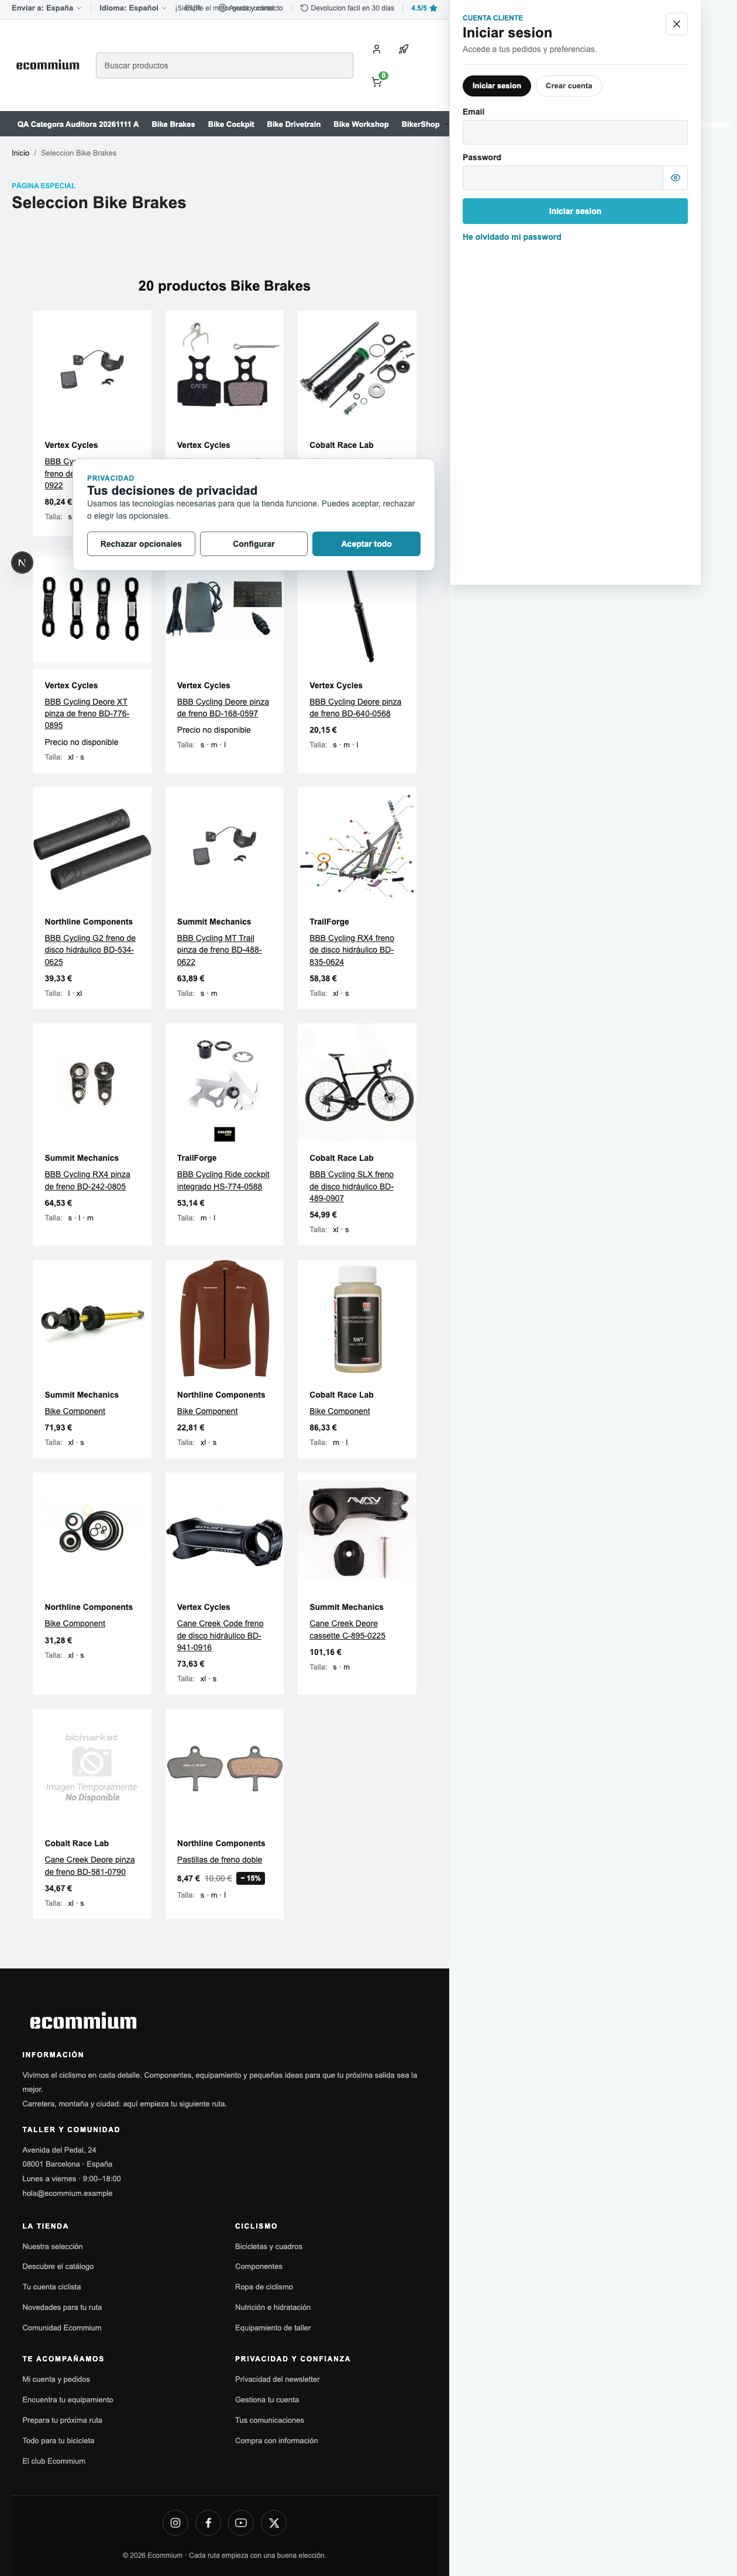 Enviar a: España
Idioma: Español
Devolucion facil en 30 dias
4.5/5
ecommium
Buscar productos
0
QA Categora Auditora 20261111 A
Bike Brakes
Bike Cockpit
Bike Drivetrain
Bike Workshop
BikerShop
Inicio / Seleccion Bike Brakes
PÁGINA ESPECIAL
Seleccion Bike Brakes
CUENTA CLIENTE
Iniciar sesion
Accede a tus pedidos y preferencias.
Iniciar sesion
Crear cuenta
Email
Password
Iniciar sesion
He olvidado mi password
20 productos Bike Brakes
Vertex Cycles
0922
80,24 €
Talla:
Vertex Cycles
Cobalt Race Lab
PRIVACIDAD
Tus decisiones de privacidad
Usamos las tecnologías necesarias para que la tienda funcione. Puedes aceptar, rechazar
o elegir las opcionales.
Rechazar opcionales
Configurar
Aceptar todo
N
Vertex Cycles
BBB Cycling Deore XT
pinza de freno BD-776-
0895
Precio no disponible
Talla: xl · s
Vertex Cycles
BBB Cycling Deore pinza
de freno BD-168-0597
Precio no disponible
Talla: s · m · l
Vertex Cycles
BBB Cycling Deore pinza
de freno BD-640-0568
20,15 €
Talla: s · m · l
Northline Components
BBB Cycling G2 freno de
disco hidráulico BD-534-
0625
39,33 €
Talla: l · xl
Summit Mechanics
BBB Cycling MT Trail
pinza de freno BD-488-
0622
63,89 €
Talla: s · m
TrailForge
BBB Cycling RX4 freno
de disco hidráulico BD-
835-0624
58,38 €
Talla: xl · s
Summit Mechanics
BBB Cycling RX4 pinza
de freno BD-242-0805
64,53 €
Talla: s · l · m
TrailForge
BBB Cycling Ride cockpit
integrado HS-774-0588
53,14 €
Talla: m · l
Cobalt Race Lab
BBB Cycling SLX freno
de disco hidráulico BD-
489-0907
54,99 €
Talla: xl · s
Summit Mechanics
Bike Component
71,93 €
Talla: xl · s
Northline Components
Bike Component
22,81 €
Talla: xl · s
5WT
Cobalt Race Lab
Bike Component
86,33 €
Talla: m · l
Northline Components
Bike Component
31,28 €
Talla: xl · s
RITCHEY
Vertex Cycles
Cane Creek Code freno
de disco hidráulico BD-
941-0916
73,63 €
Talla: xl · s
Summit Mechanics
Cane Creek Deore
cassette C-895-0225
101,16 €
Talla: s · m
bicimarket
Imagen Temporalmente
No Disponible
Cobalt Race Lab
Cane Creek Deore pinza
de freno BD-581-0790
34,67 €
Talla: xl · s
Northline Components
Pastillas de freno doble
8,47 € 10,00 € − 15%
Talla: s · m · l
ecommium
INFORMACIÓN
Vivimos el ciclismo en cada detalle. Componentes, equipamiento y pequeñas ideas para que tu próxima salida sea la
mejor.
Carretera, montaña y ciudad: aquí empieza tu siguiente ruta.
TALLER Y COMUNIDAD
Avenida del Pedal, 24
08001 Barcelona · España
Lunes a viernes · 9:00–18:00
hola@ecommium.example
LA TIENDA
Nuestra selección
Descubre el catálogo
Tu cuenta ciclista
Novedades para tu ruta
Comunidad Ecommium
CICLISMO
Bicicletas y cuadros
Componentes
Ropa de ciclismo
Nutrición e hidratación
Equipamiento de taller
TE ACOMPAÑAMOS
Mi cuenta y pedidos
Encuentra tu equipamiento
Prepara tu próxima ruta
Todo para tu bicicleta
El club Ecommium
PRIVACIDAD Y CONFIANZA
Privacidad del newsletter
Gestiona tu cuenta
Tus comunicaciones
Compra con información
© 2026 Ecommium · Cada ruta empieza con una buena elección.